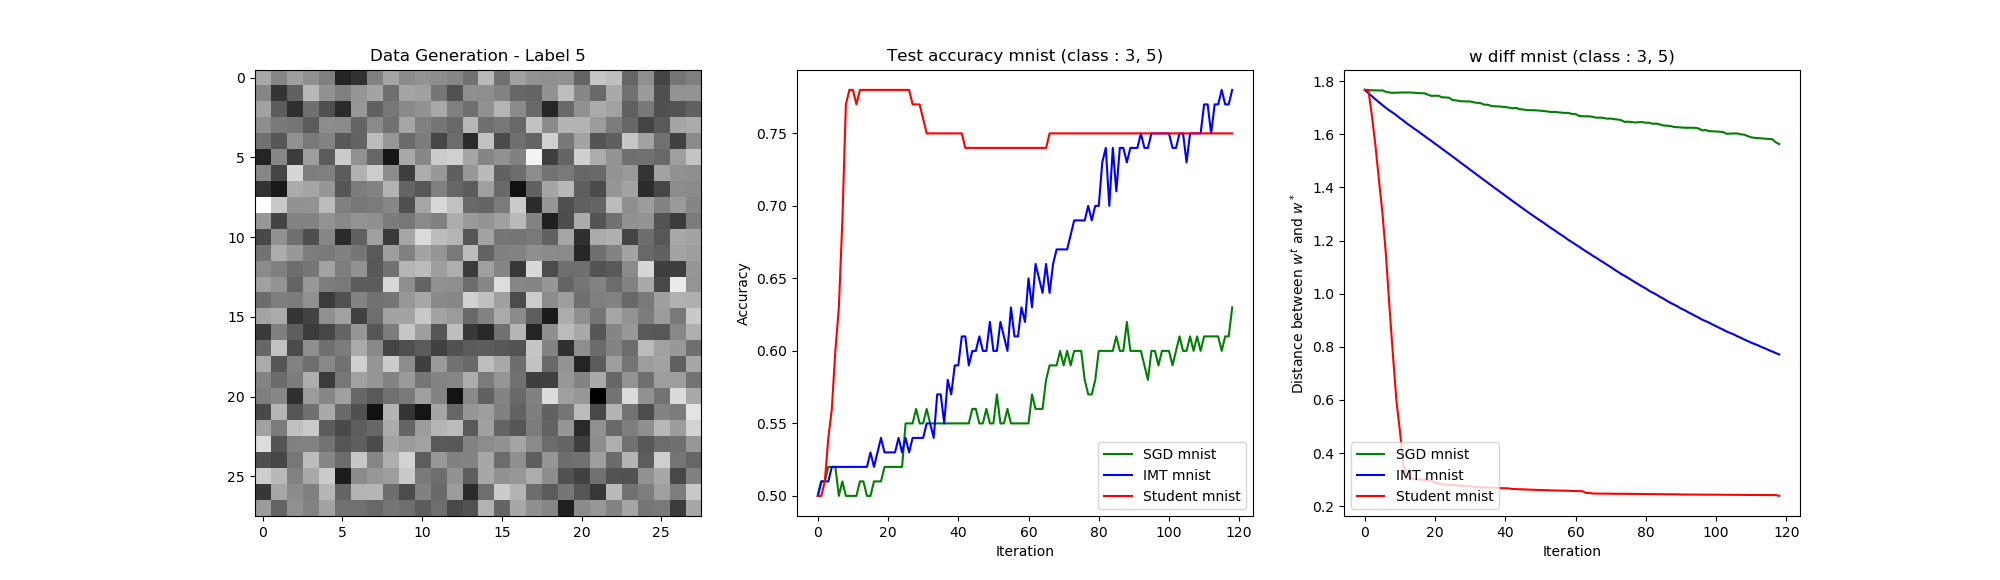 Data Generation - Label 5
0
5
10
15
20
25
0 5 10 15 20 25
Test accuracy mnist (class : 3, 5)
Accuracy
0.75
0.70
0.65
0.60
0.55
0.50
0 20 40 60 80 100 120
Iteration
SGD mnist
IMT mnist
Student mnist
w diff mnist (class : 3, 5)
Distance between w^t and w^*
1.8
1.6
1.4
1.2
1.0
0.8
0.6
0.4
0.2
0 20 40 60 80 100 120
Iteration
SGD mnist
IMT mnist
Student mnist